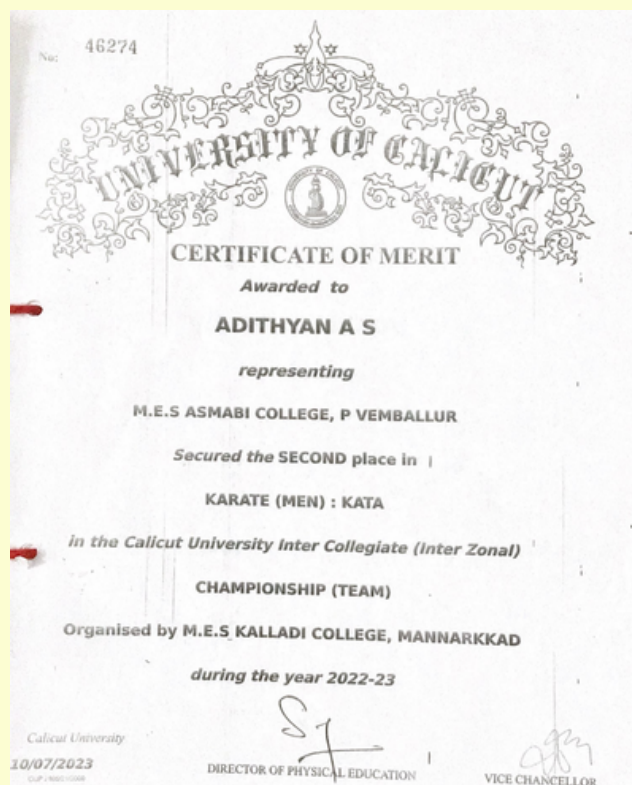 No: 46274
UNIVERSITY OF CALICUT
CERTIFICATE OF MERIT
Awarded to
ADITHYAN A S
representing
M.E.S ASMABI COLLEGE, P VEMBALLUR
Secured the SECOND place in
KARATE (MEN) : KATA
in the Calicut University Inter Collegiate (Inter Zonal)
CHAMPIONSHIP (TEAM)
Organised by M.E.S KALLADI COLLEGE, MANNARKKAD
during the year 2022-23
Calicut University
10/07/2023
DIRECTOR OF PHYSICAL EDUCATION
VICE CHANCELLOR